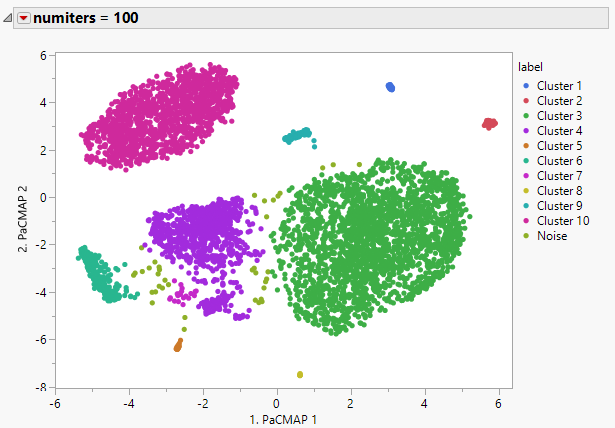 numiters = 100
label
Cluster 1
Cluster 2
Cluster 3
Cluster 4
Cluster 5
Cluster 6
Cluster 7
Cluster 8
Cluster 9
Cluster 10
Noise
2. PaCMAP 2
6
4
2
0
-2
-4
-6
-8
-6 -4 -2 0 2 4 6
1. PaCMAP 1